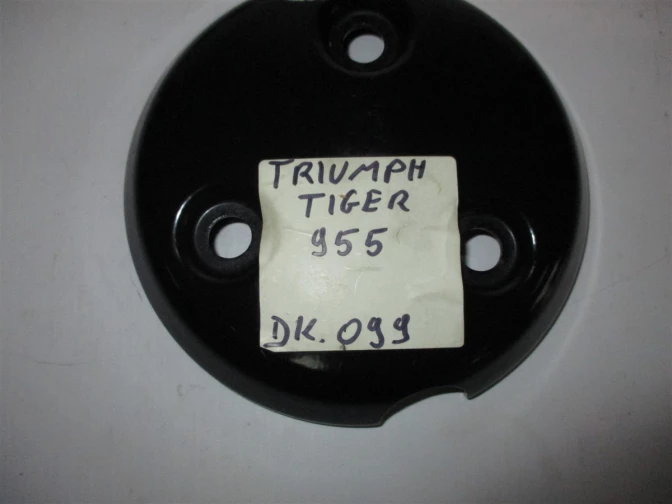 TRIUMPH
TIGER
955
DK.099